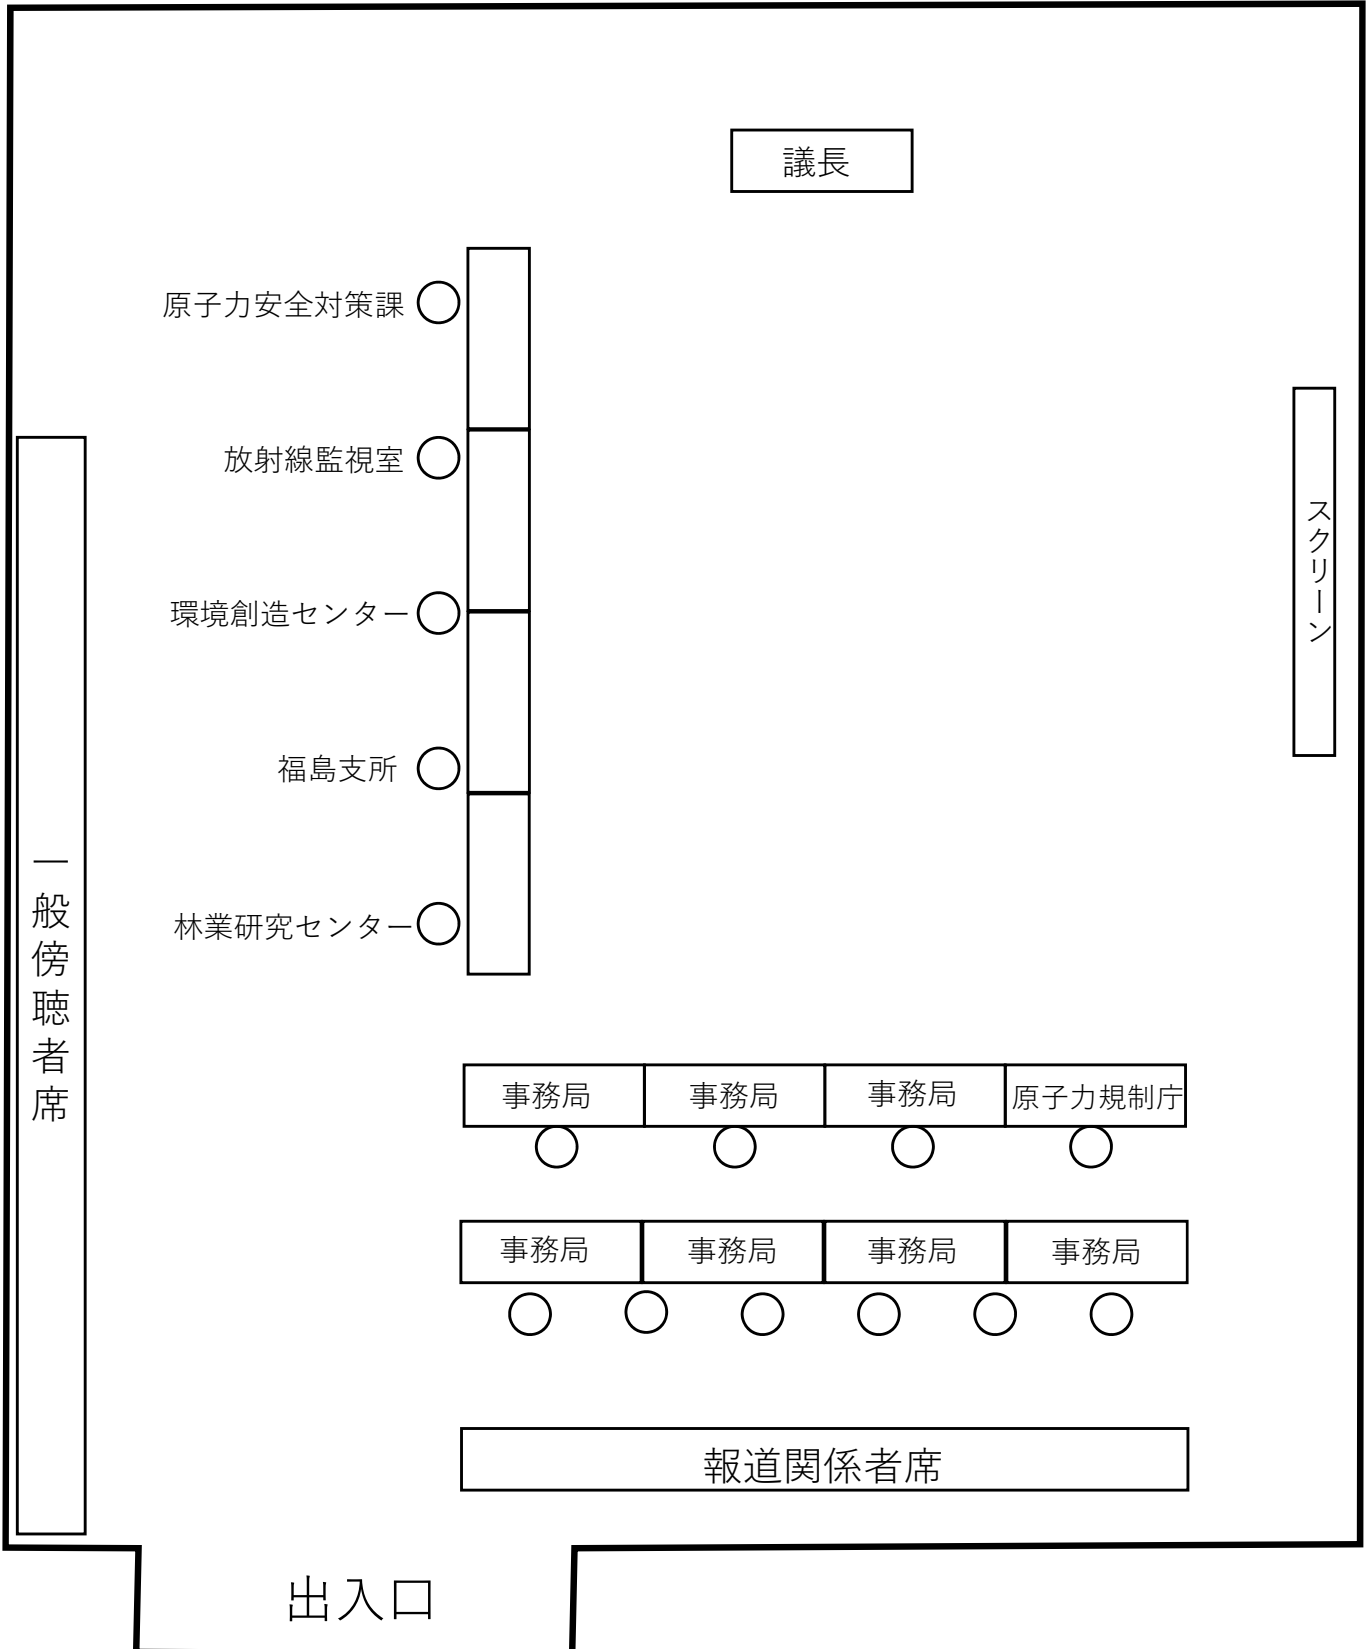 議長
原子力安全対策課
放射線監視室
環境創造センター
福島支所
林業研究センター
スクリーン
一般傍聴者席
事務局
事務局
事務局
原子力規制庁
事務局
事務局
事務局
事務局
報道関係者席
出入口